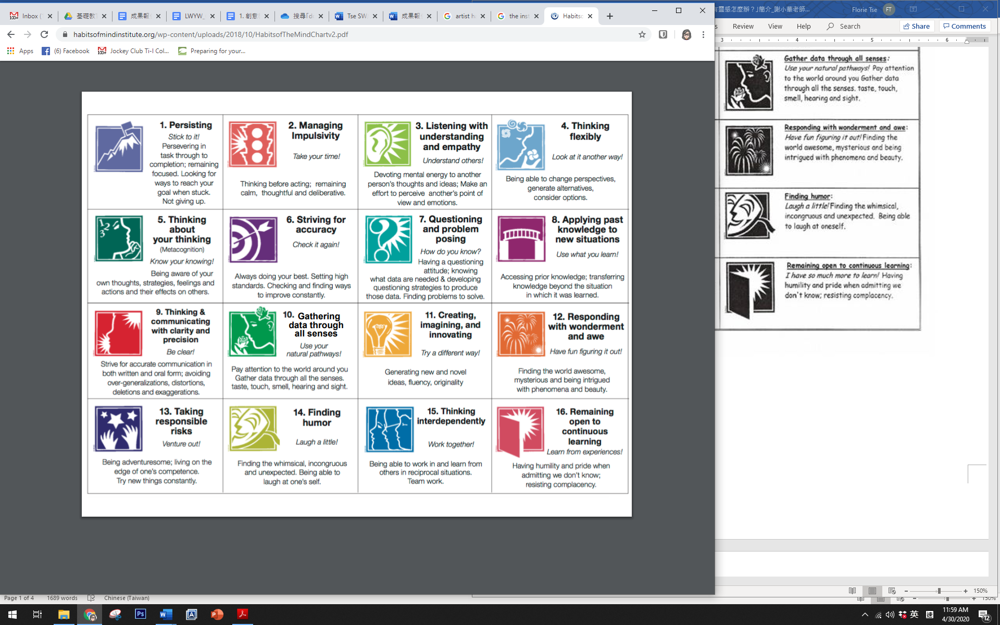 Inbox (
基礎教
成果報
LWYW_
1. 創意
搜尋「d
Tse SW
成果報
artist h
the inst
Habitsc
habitsofmindinstitute.org/wp-content/uploads/2018/10/HabitsofTheMindChartv2.pdf
Apps
(6) Facebook
Jockey Club Ti-I Col...
Preparing for your...
1. Persisting
Stick to it!
Persevering in
task through to
completion; remaining
focused. Looking for
ways to reach your
goal when stuck.
Not giving up.
2. Managing
Impulsivity
Take your time!
Thinking before acting; remaining
calm, thoughtful and deliberative.
3. Listening with
understanding
and empathy
Understand others!
Devoting mental energy to another
person's thoughts and ideas; Make an
effort to perceive another's point of
view and emotions.
4. Thinking
flexibly
Look at it another way!
Being able to change perspectives,
generate alternatives,
consider options.
5. Thinking
about
your thinking
(Metacognition)
Know your knowing!
Being aware of your
own thoughts, strategies, feelings and
actions and their effects on others.
6. Striving for
accuracy
Check it again!
Always doing your best. Setting high
standards. Checking and finding ways
to improve constantly.
7. Questioning
and problem
posing
How do you know?
Having a questioning
attitude; knowing
what data are needed & developing
questioning strategies to produce
those data. Finding problems to solve.
8. Applying past
knowledge to
new situations
Use what you learn!
Accessing prior knowledge; transferring
knowledge beyond the situation
in which it was learned.
9. Thinking &
communicating
with clarity and
precision
Be clear!
Strive for accurate communication in
both written and oral form; avoiding
over-generalizations, distortions,
deletions and exaggerations.
10. Gathering
data through
all senses
Use your
natural pathways!
Pay attention to the world around you
Gather data through all the senses.
taste, touch, smell, hearing and sight.
11. Creating,
imagining, and
innovating
Try a different way!
Generating new and novel
ideas, fluency, originality
12. Responding
with wonderment
and awe
Have fun figuring it out!
Finding the world awesome,
mysterious and being intrigued
with phenomena and beauty.
13. Taking
responsible
risks
Venture out!
Being adventuresome; living on the
edge of one's competence.
Try new things constantly.
14. Finding
humor
Laugh a little!
Finding the whimsical, incongruous
and unexpected. Being able to
laugh at one's self.
15. Thinking
interdependently
Work together!
Being able to work in and learn from
others in reciprocal situations.
Team work.
16. Remaining
open to
continuous
learning
Learn from experiences!
Having humility and pride when
admitting we don't know;
resisting complacency.
有靈感怎麼辦？」簡介_謝小華老師...
Florie Tse FT
s Review View Help Search Share Comments
3 4 5 6
Gather data through all senses:
Use your natural pathways! Pay attention
to the world around you Gather data
through all the senses. taste, touch,
smell, hearing and sight.
Responding with wonderment and awe:
Have fun figuring it out! Finding the
world awesome, mysterious and being
intrigued with phenomena and beauty.
Finding humor:
Laugh a little! Finding the whimsical,
incongruous and unexpected. Being able
to laugh at oneself.
Remaining open to continuous learning:
I have so much more to learn! Having
humility and pride when admitting we
don't know; resisting complacency.
150%
Page 1 of 4 1689 words Chinese (Taiwan)
150%
英
11:59 AM
4/30/2020
12